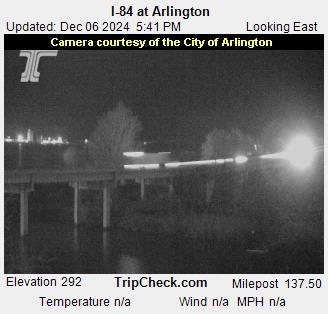 I-84 at Arlington
Updated: Dec 06 2024 5:41 PM Looking East
Camera courtesy of the City of Arlington
Elevation 292 TripCheck.com Milepost 137.50
Temperature n/a Wind n/a MPH n/a